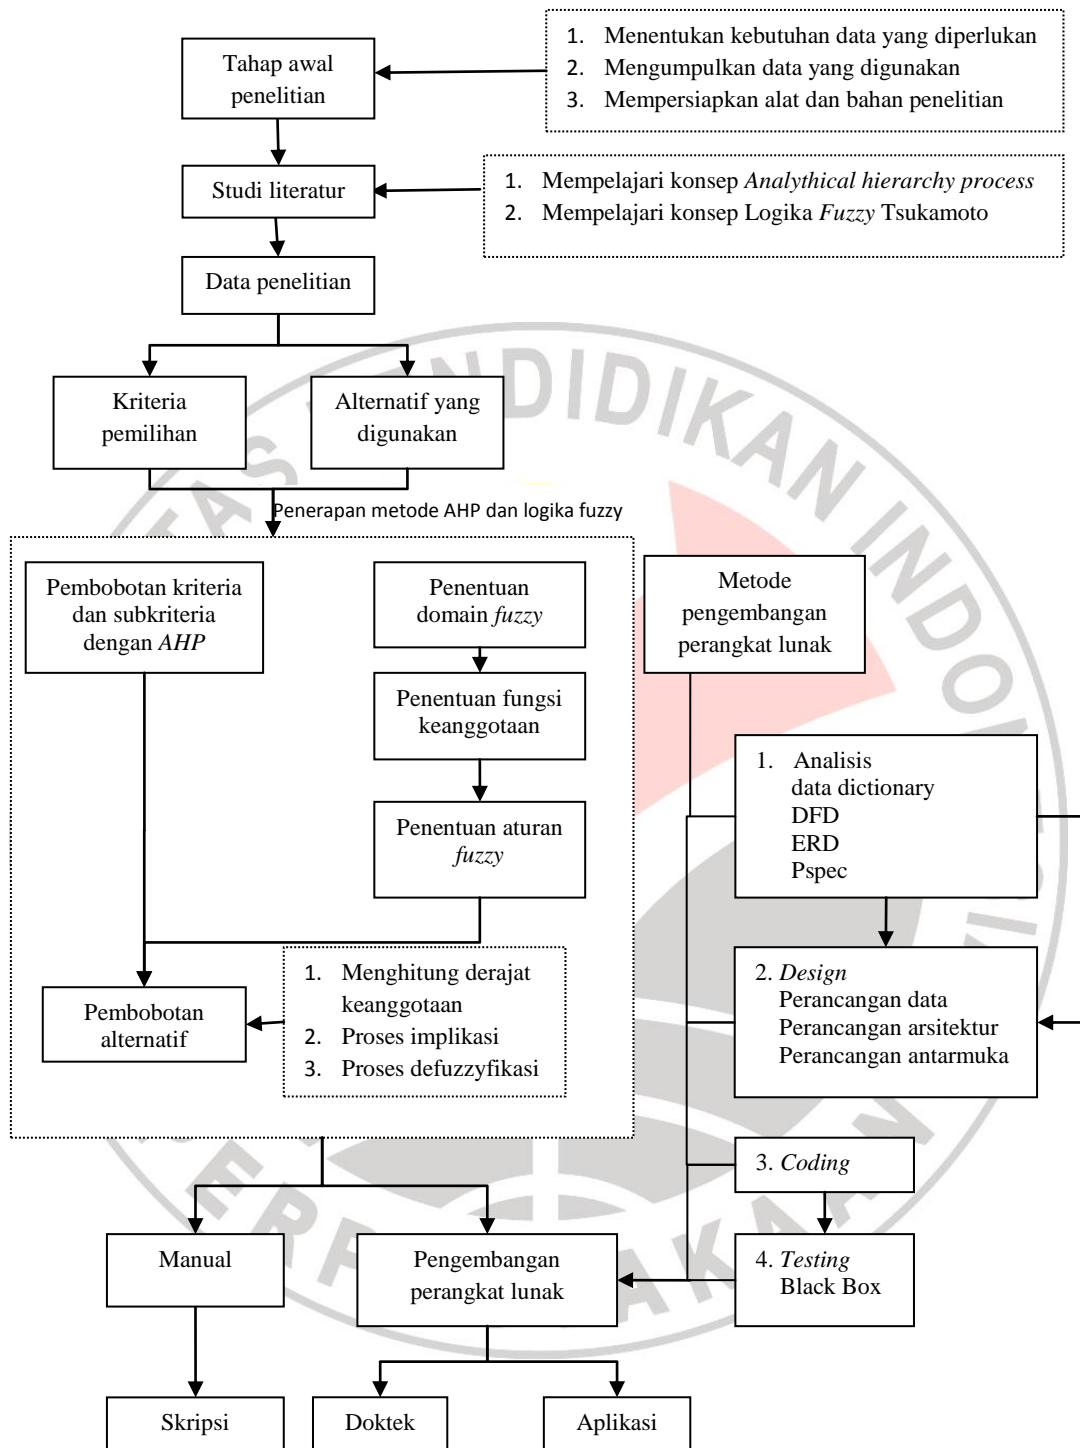 Tahap awal
penelitian
1. Menentukan kebutuhan data yang diperlukan
2. Mengumpulkan data yang digunakan
3. Mempersiapkan alat dan bahan penelitian
Studi literatur
1. Mempelajari konsep Analythical hierarchy process
2. Mempelajari konsep Logika Fuzzy Tsukamoto
Data penelitian
Kriteria
pemilihan
Alternatif yang
digunakan
Penerapan metode AHP dan logika fuzzy
Pembobotan kriteria
dan subkriteria
dengan AHP
Penentuan
domain fuzzy
Penentuan fungsi
keanggotaan
Penentuan aturan
fuzzy
Pembobotan
alternatif
1. Menghitung derajat
keanggotaan
2. Proses implikasi
3. Proses defuzzyfikasi
Metode
pengembangan
perangkat lunak
1. Analisis
data dictionary
DFD
ERD
Pspec
2. Design
Perancangan data
Perancangan arsitektur
Perancangan antarmuka
3. Coding
4. Testing
Black Box
Manual
Pengembangan
perangkat lunak
Skripsi
Doktek
Aplikasi